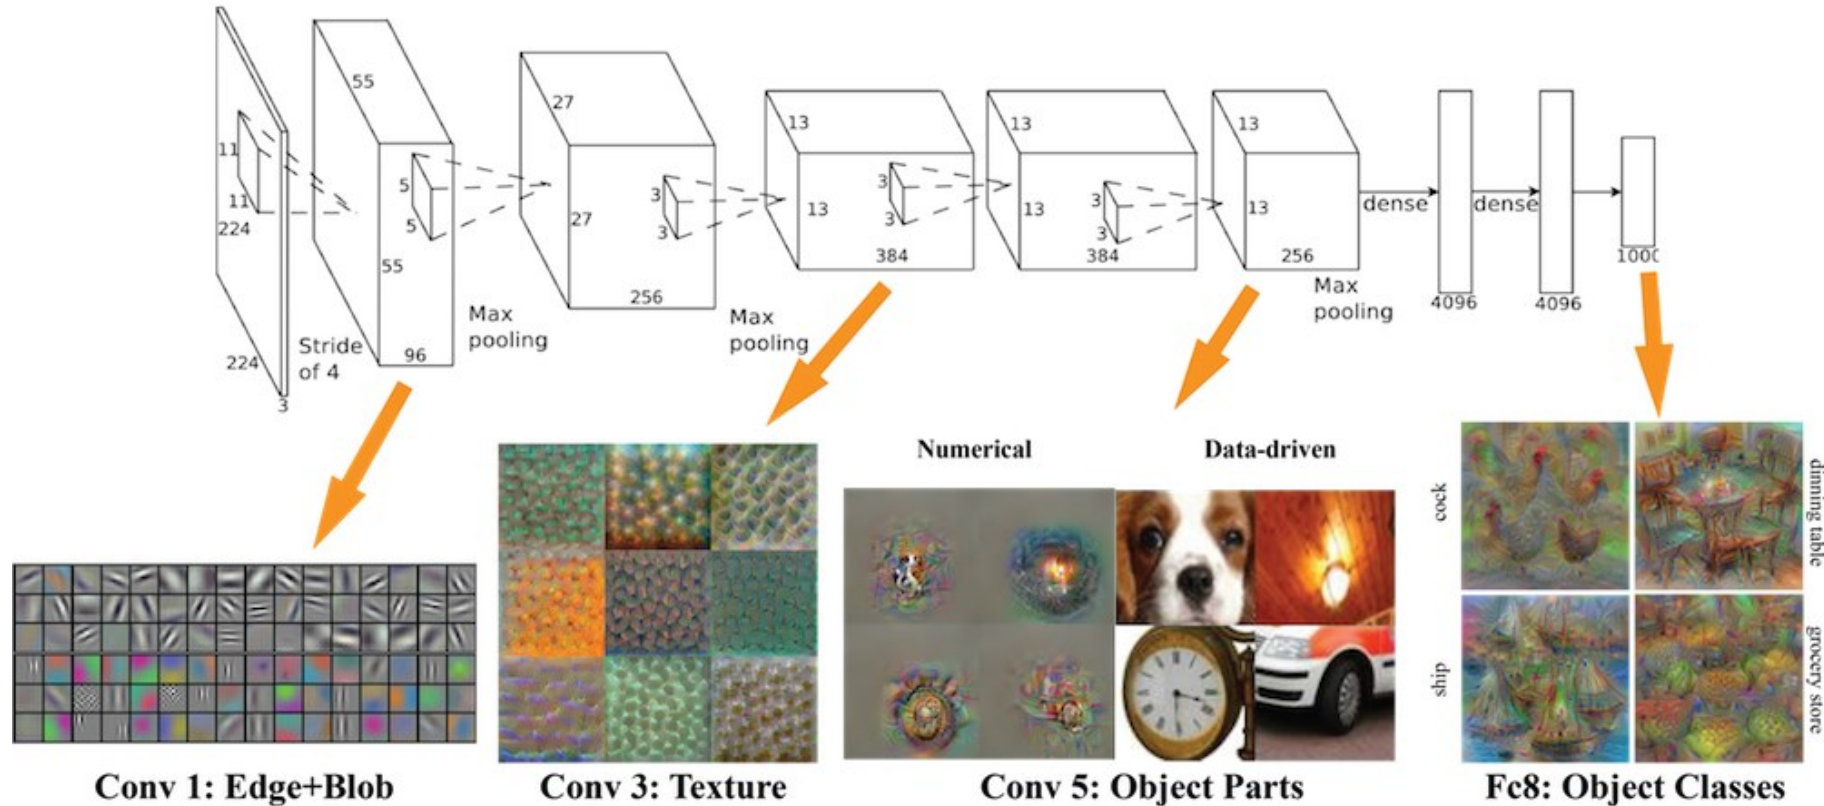 11
11
224
224
3
Stride
of 4
55
5
5
55
96
Max
pooling
27
3
3
27
256
Max
pooling
13
3
3
13
384
13
3
3
13
384
13
13
256
Max
pooling
dense
4096
dense
4096
1000
Conv 1: Edge+Blob
Conv 3: Texture
Numerical
Data-driven
Conv 5: Object Parts
cock
dinning table
ship
grocery store
Fc8: Object Classes